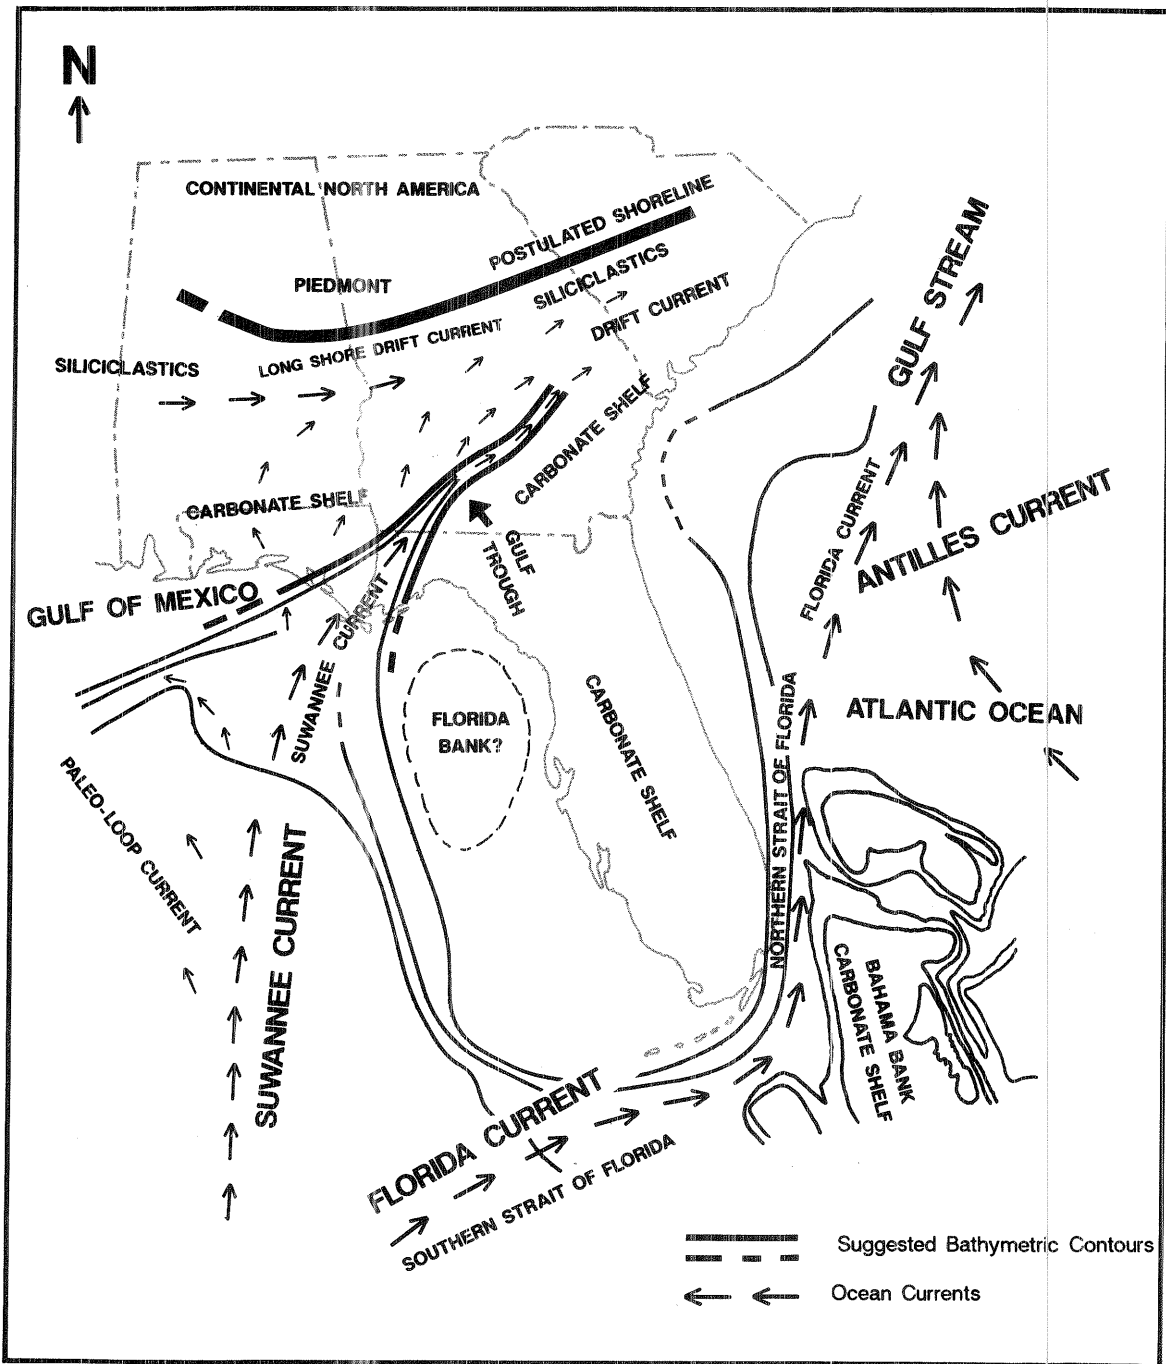 N
CONTINENTAL NORTH AMERICA
POSTULATED SHORELINE
PIEDMONT
SILICICLASTICS
DRIFT CURRENT
LONG SHORE DRIFT CURRENT
SILICICLASTICS
GULF STREAM
CARBONATE SHELF
CARBONATE SHELF
GULF
TROUGH
FLORIDA CURRENT
ANTILLES CURRENT
GULF OF MEXICO
SUWANNEE CURRENT
FLORIDA
BANK?
CARBONATE SHELF
NORTHERN STRAIT OF FLORIDA
ATLANTIC OCEAN
PALEO-LOOP CURRENT
SUWANNEE CURRENT
BAHAMA BANK
CARBONATE SHELF
FLORIDA CURRENT
SOUTHERN STRAIT OF FLORIDA
Suggested Bathymetric Contours
Ocean Currents